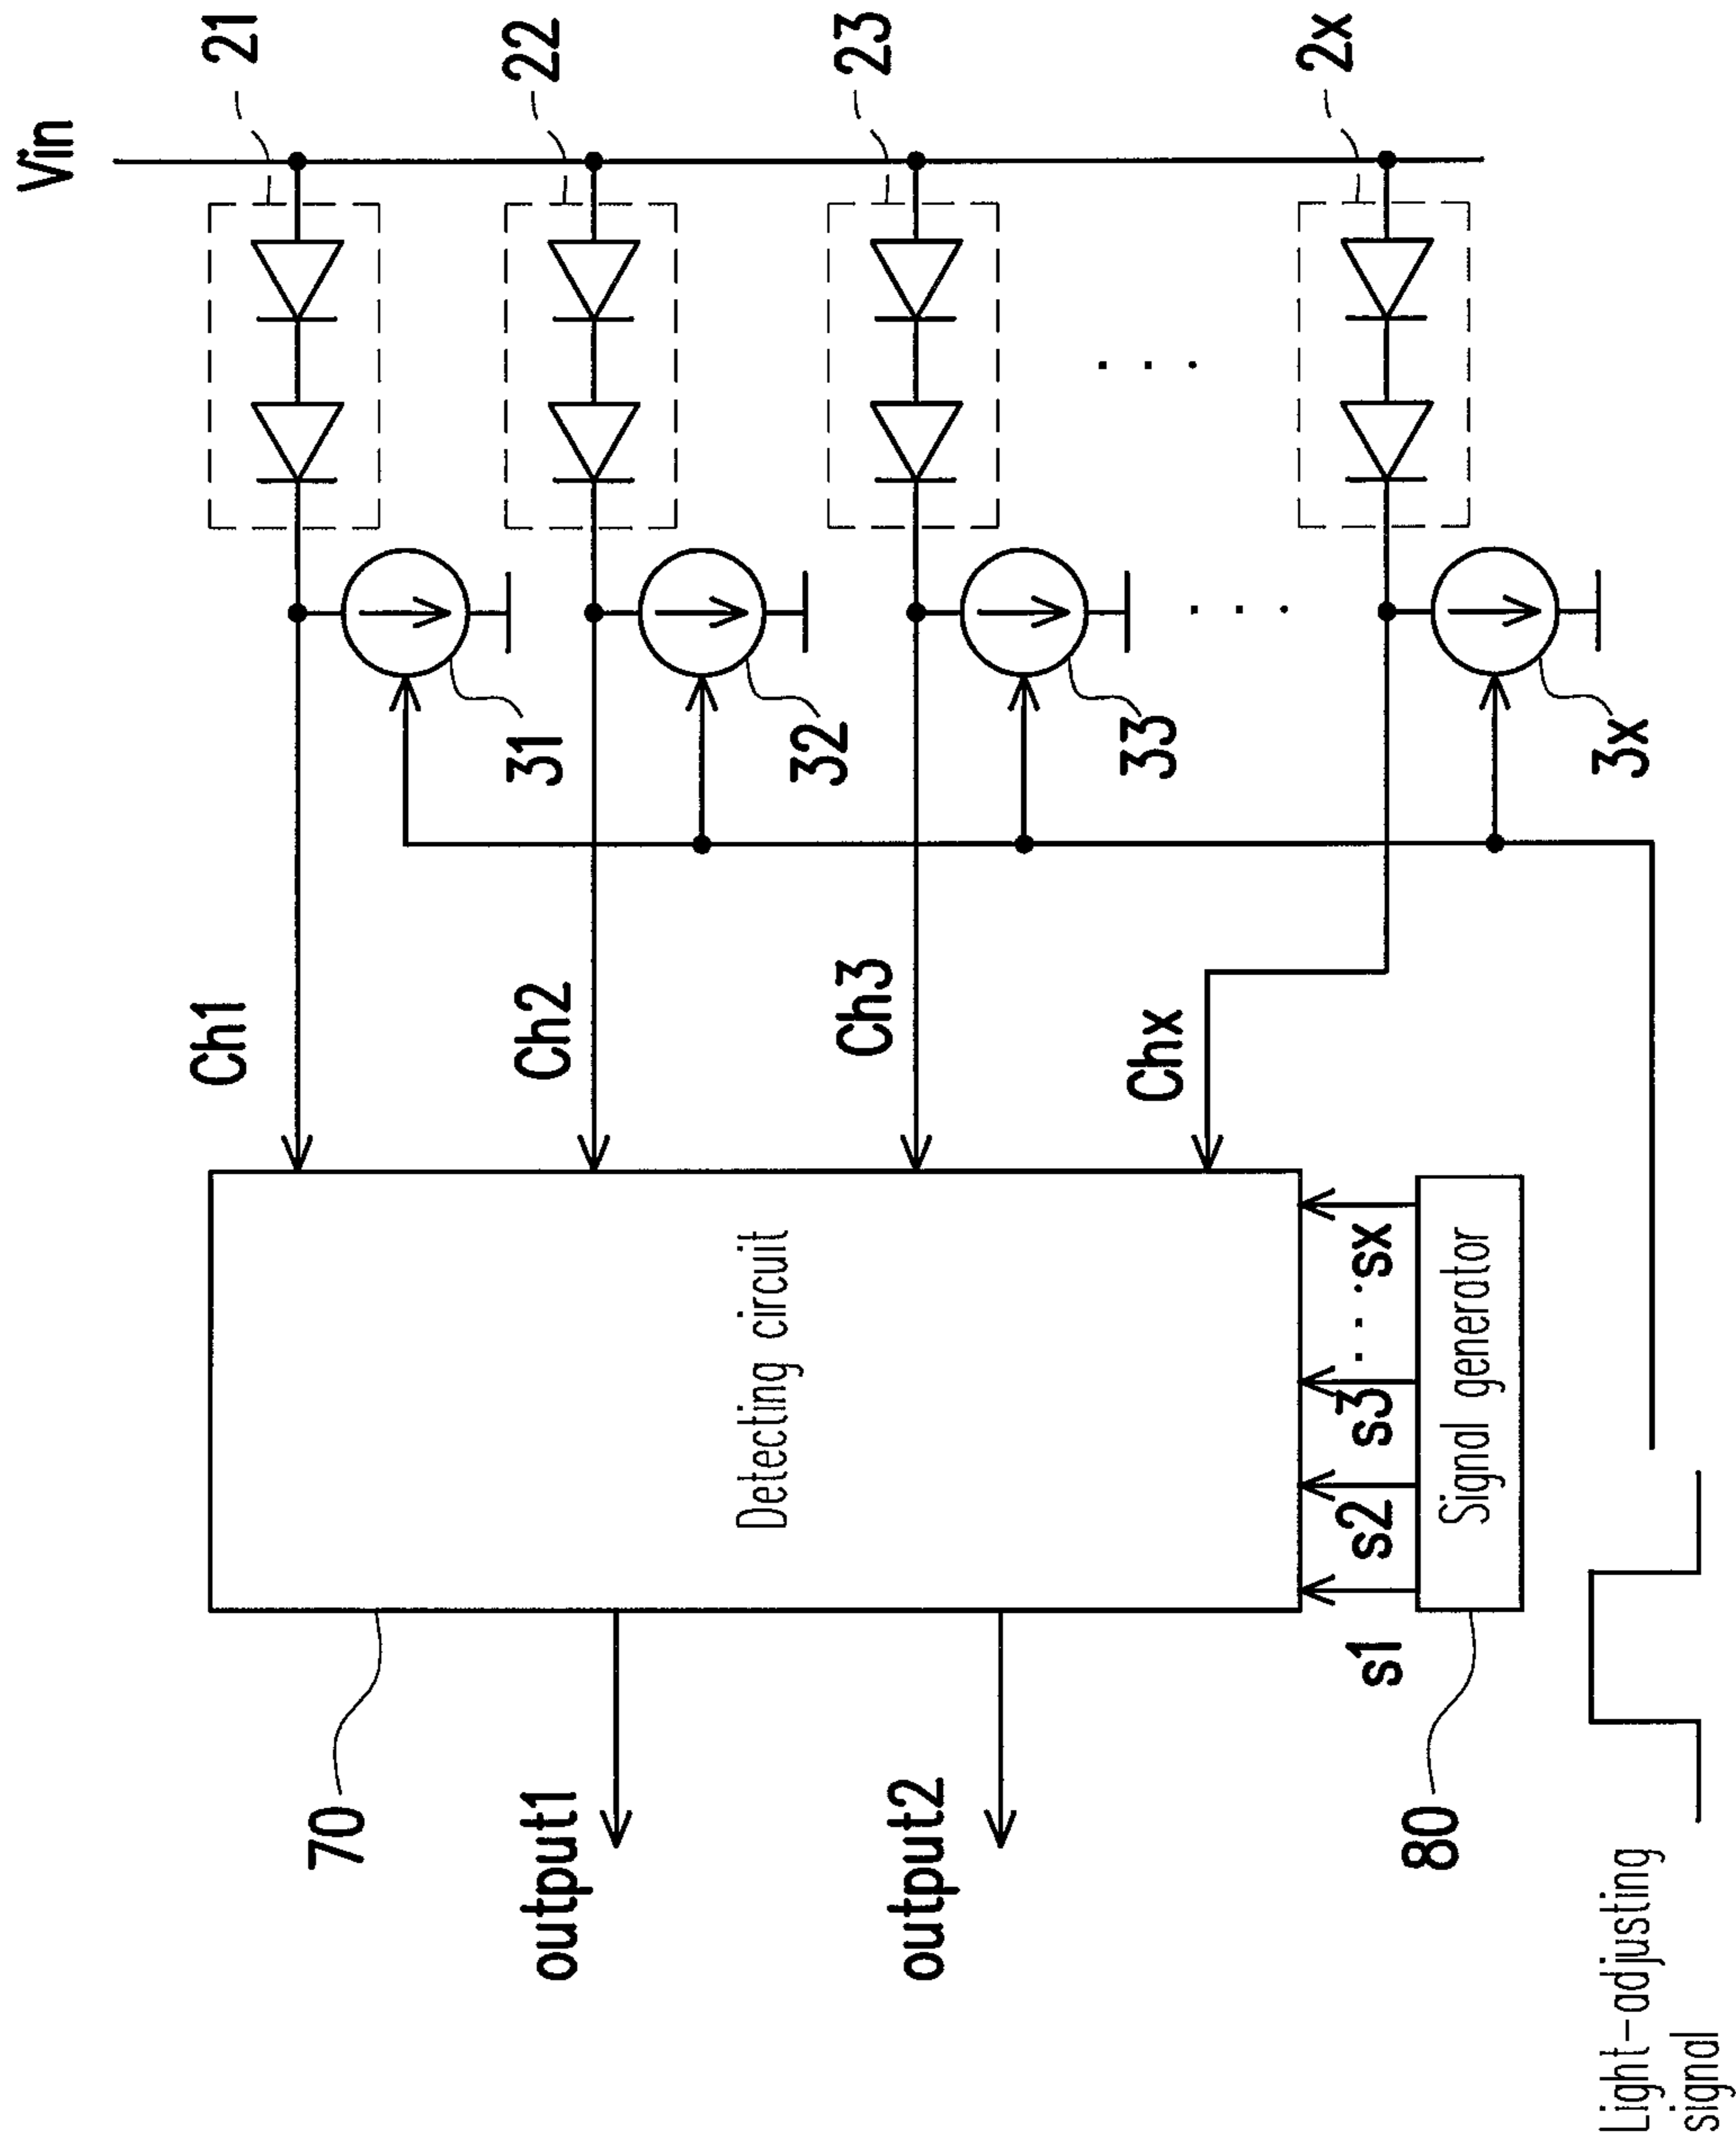 Vin
21
22
23
2x
31
32
33
3x
Ch1
Ch2
Ch3
Chx
Detecting circuit
70
s1
s2
s3
...
sx
Signal generator
80
output1
output2
Light-adjusting
signal